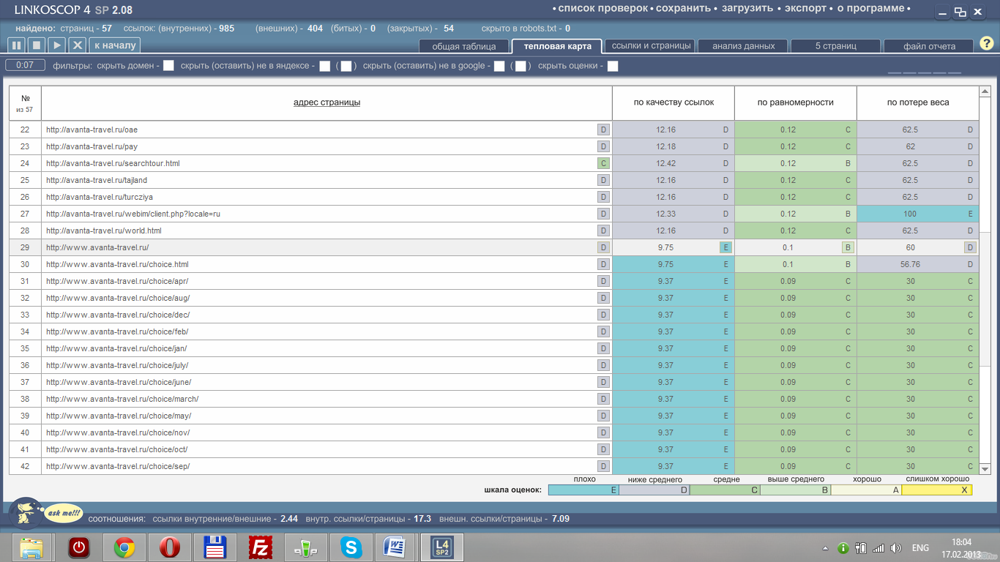 LINKOSCOP 4 SP 2.08
• список проверок • сохранить • загрузить • экспорт • о программе •
найдено: страниц - 57 ссылок: (внутренних) - 985 (внешних) - 404 (битых) - 0 (закрытых) - 54 скрыто в robots.txt - 0
к началу общая таблица тепловая карта ссылки и страницы анализ данных 5 страниц файл отчета ?
0:07 фильтры: скрыть домен - скрыть (оставить) не в яндексе - ( ) скрыть (оставить) не в google - ( ) скрыть оценки -
№ из 57 адрес страницы по качеству ссылок по равномерности по потере веса
22 http://avanta-travel.ru/oae D 12.16 D 0.12 C 62.5 D
23 http://avanta-travel.ru/pay D 12.18 D 0.12 C 62 D
24 http://avanta-travel.ru/searchtour.html C 12.42 D 0.12 B 62.5 D
25 http://avanta-travel.ru/tajland D 12.16 D 0.12 C 62.5 D
26 http://avanta-travel.ru/turcziya D 12.16 D 0.12 C 62.5 D
27 http://avanta-travel.ru/webim/client.php?locale=ru D 12.33 D 0.12 B 100 E
28 http://avanta-travel.ru/world.html D 12.16 D 0.12 C 62.5 D
29 http://www.avanta-travel.ru/ D 9.75 E 0.1 B 60 D
30 http://www.avanta-travel.ru/choice.html D 9.75 E 0.1 B 56.76 D
31 http://www.avanta-travel.ru/choice/apr/ D 9.37 E 0.09 C 30 C
32 http://www.avanta-travel.ru/choice/aug/ D 9.37 E 0.09 C 30 C
33 http://www.avanta-travel.ru/choice/dec/ D 9.37 E 0.09 C 30 C
34 http://www.avanta-travel.ru/choice/feb/ D 9.37 E 0.09 C 30 C
35 http://www.avanta-travel.ru/choice/jan/ D 9.37 E 0.09 C 30 C
36 http://www.avanta-travel.ru/choice/july/ D 9.37 E 0.09 C 30 C
37 http://www.avanta-travel.ru/choice/june/ D 9.37 E 0.09 C 30 C
38 http://www.avanta-travel.ru/choice/march/ D 9.37 E 0.09 C 30 C
39 http://www.avanta-travel.ru/choice/may/ D 9.37 E 0.09 C 30 C
40 http://www.avanta-travel.ru/choice/nov/ D 9.37 E 0.09 C 30 C
41 http://www.avanta-travel.ru/choice/oct/ D 9.37 E 0.09 C 30 C
42 http://www.avanta-travel.ru/choice/sep/ D 9.37 E 0.09 C 30 C
плохо ниже среднего средне выше среднего хорошо слишком хорошо
шкала оценок: E D C B A X
ask me!!! соотношения: ссылки внутренние/внешние - 2.44 внутр. ссылки/страницы - 17.3 внешн. ссылки/страницы - 7.09
L4 SP2 ENG 18:04
17.02.2013